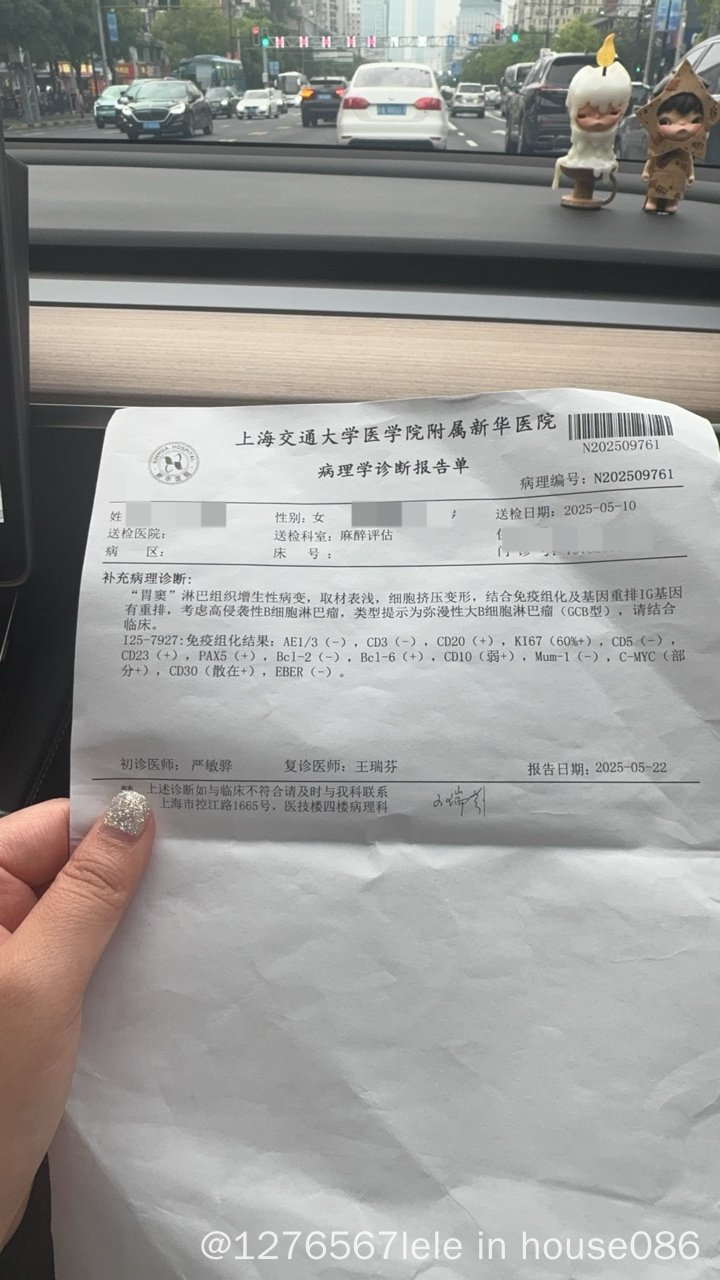 上海交通大学医学院附属新华医院
N202509761
病理学诊断报告单
病理编号: N202509761
姓
性别: 女
送检日期: 2025-05-10
送检医院:
送检科室: 麻醉评估
病 区:
床 号:
补充病理诊断:
“胃窦”淋巴组织增生性病变，取材表浅，细胞挤压变形，结合免疫组化及基因重排IG基因
有重排，考虑高侵袭性B细胞淋巴瘤，类型提示为弥漫性大B细胞淋巴瘤（GCB型），请结合
临床。
I25-7927:免疫组化结果: AE1/3（-），CD3（-），CD20（+），KI67（60%+），CD5（-），
CD23（+），PAX5（+），Bcl-2（-），Bcl-6（+），CD10（弱+），Mum-1（-），C-MYC（部
分+），CD30（散在+），EBER（-）。
初诊医师: 严敏骅
复诊医师: 王瑞芬
报告日期: 2025-05-22
上述诊断如与临床不符合请及时与我科联系
上海市控江路1665号，医技楼四楼病理科
@1276567lele in house086